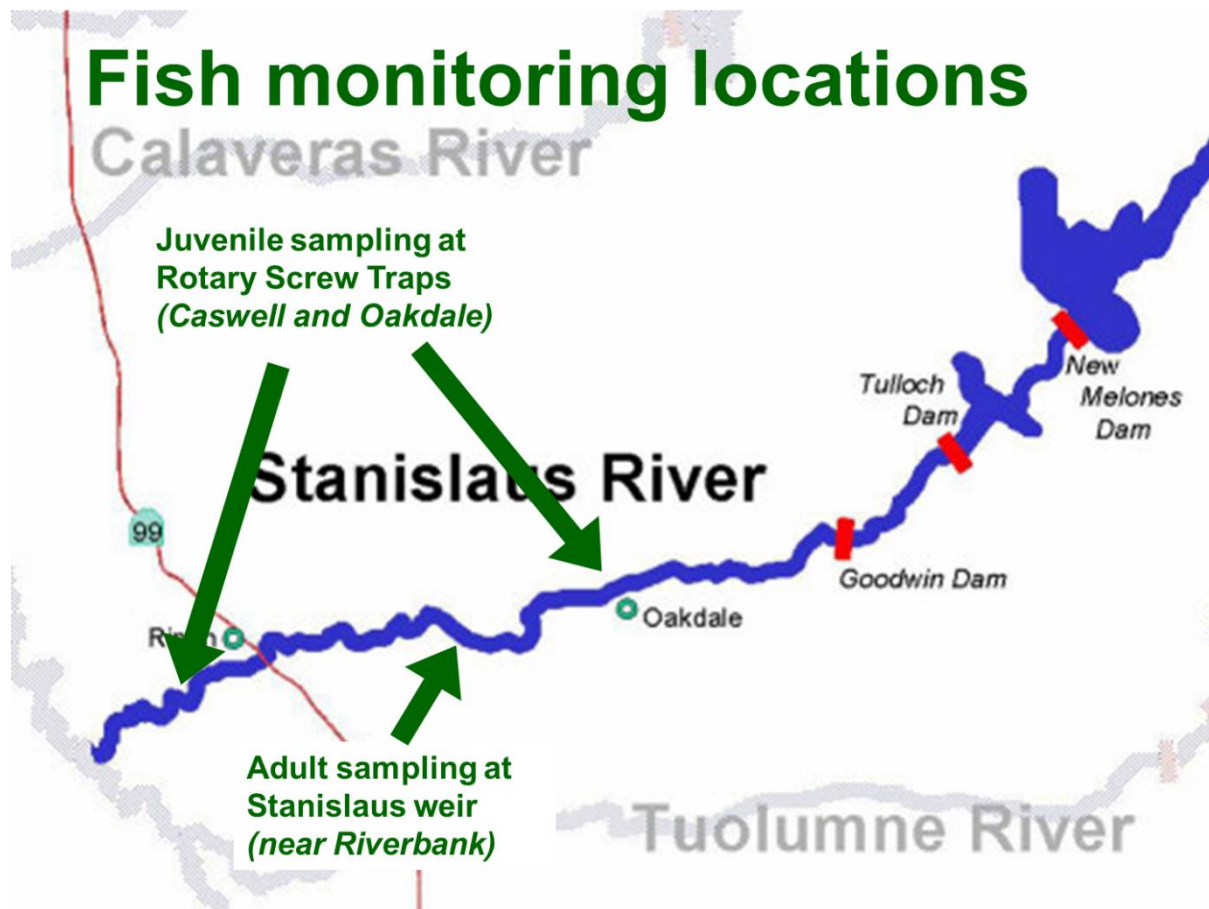 Fish monitoring locations
Calaveras River
Juvenile sampling at
Rotary Screw Traps
(Caswell and Oakdale)
New
Melones
Dam
Tulloch
Dam
Stanislaus River
99
Goodwin Dam
Oakdale
Adult sampling at
Stanislaus weir
(near Riverbank)
Tuolumne River